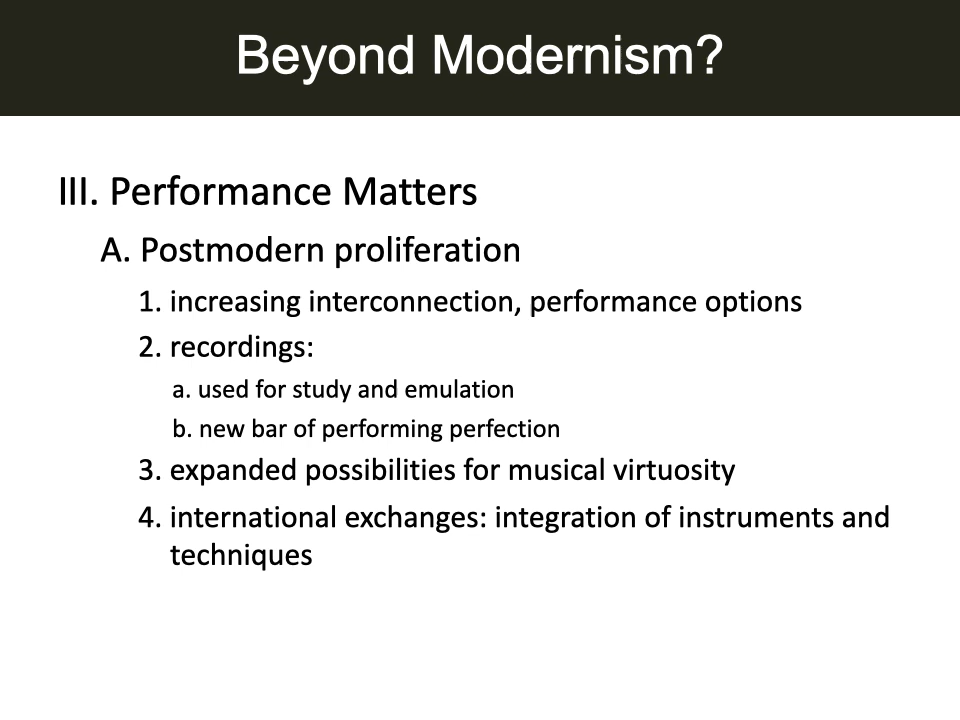 Beyond Modernism?
III. Performance Matters
A. Postmodern proliferation
1. increasing interconnection, performance options
2. recordings:
a. used for study and emulation
b. new bar of performing perfection
3. expanded possibilities for musical virtuosity
4. international exchanges: integration of instruments and
techniques